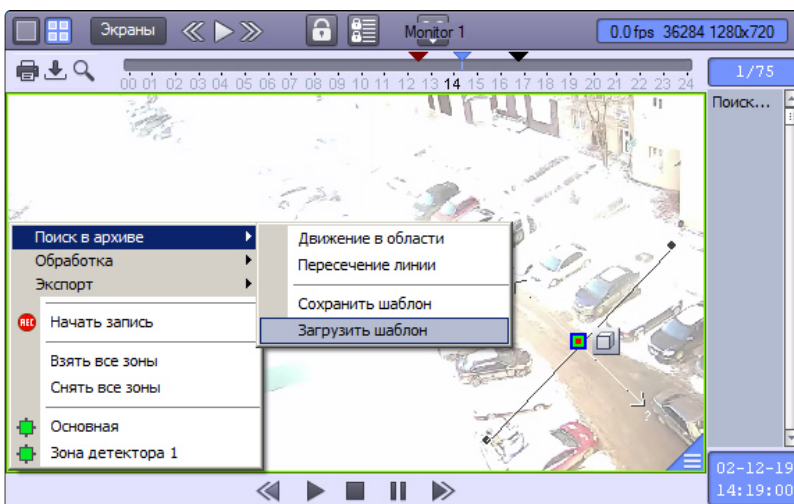 Экраны
Monitor 1
0.0 fps 36284 1280x720
00 01 02 03 04 05 06 07 08 09 10 11 12 13 14 15 16 17 18 19 20 21 22 23 24
1/75
Поиск...
Поиск в архиве
Обработка
Экспорт
REC Начать запись
Взять все зоны
Снять все зоны
Основная
Зона детектора 1
Движение в области
Пересечение линии
Сохранить шаблон
Загрузить шаблон
?
02-12-19
14:19:00